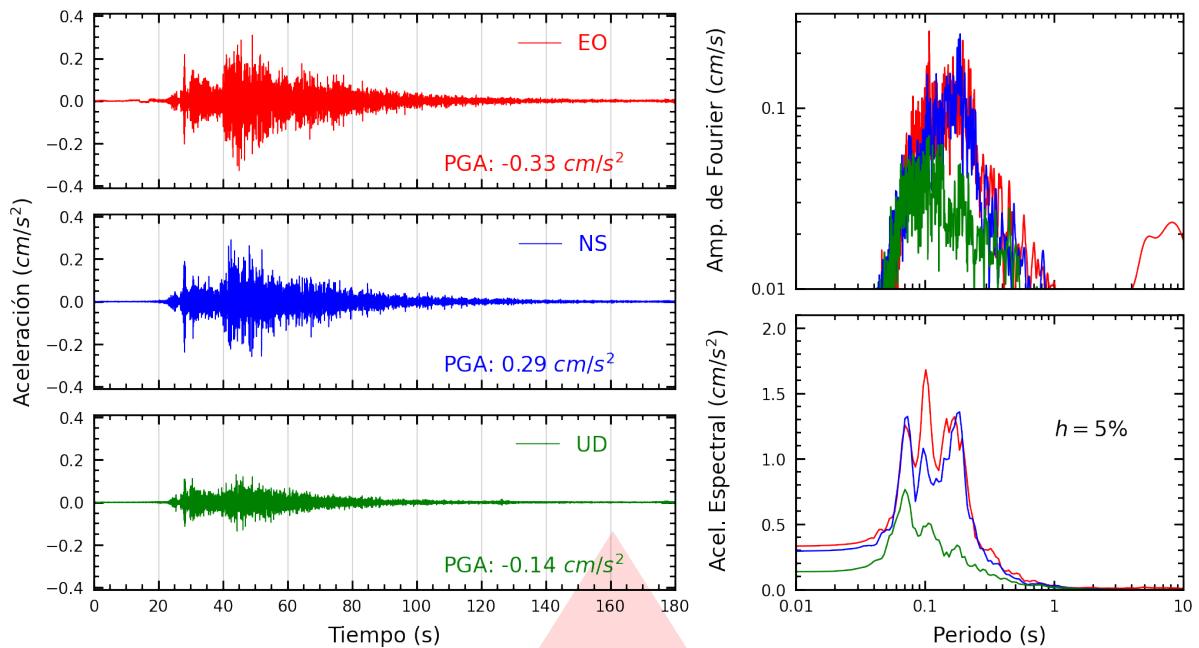 Aceleración (cm/s²)
0.4
0.2
0.0
−0.2
−0.4
EO
PGA: -0.33 cm/s²
0.4
0.2
0.0
−0.2
−0.4
NS
PGA: 0.29 cm/s²
0.4
0.2
0.0
−0.2
−0.4
UD
PGA: -0.14 cm/s²
0 20 40 60 80 100 120 140 160 180
Tiempo (s)
Amp. de Fourier (cm/s)
0.1
0.01
Acel. Espectral (cm/s²)
2.0
1.5
1.0
0.5
0.0
h = 5%
0.01 0.1 1 10
Periodo (s)